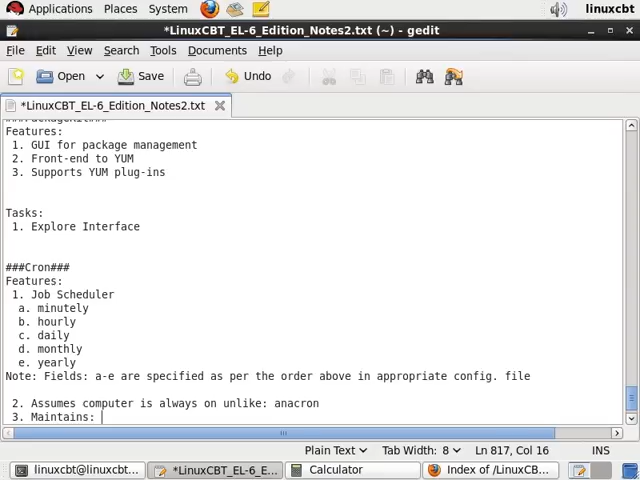 Applications Places System linuxcbt
*LinuxCBT_EL-6_Edition_Notes2.txt (~) - gedit
File Edit View Search Tools Documents Help
Open Save Undo
*LinuxCBT_EL-6_Edition_Notes2.txt
Features:
1. GUI for package management
2. Front-end to YUM
3. Supports YUM plug-ins
Tasks:
1. Explore Interface
###Cron###
Features:
1. Job Scheduler
a. minutely
b. hourly
c. daily
d. monthly
e. yearly
Note: Fields: a-e are specified as per the order above in appropriate config. file
2. Assumes computer is always on unlike: anacron
3. Maintains:
Plain Text Tab Width: 8 Ln 817, Col 16 INS
linuxcbt@linuxcbt... *LinuxCBT_EL-6_E... Calculator Index of /LinuxCB...